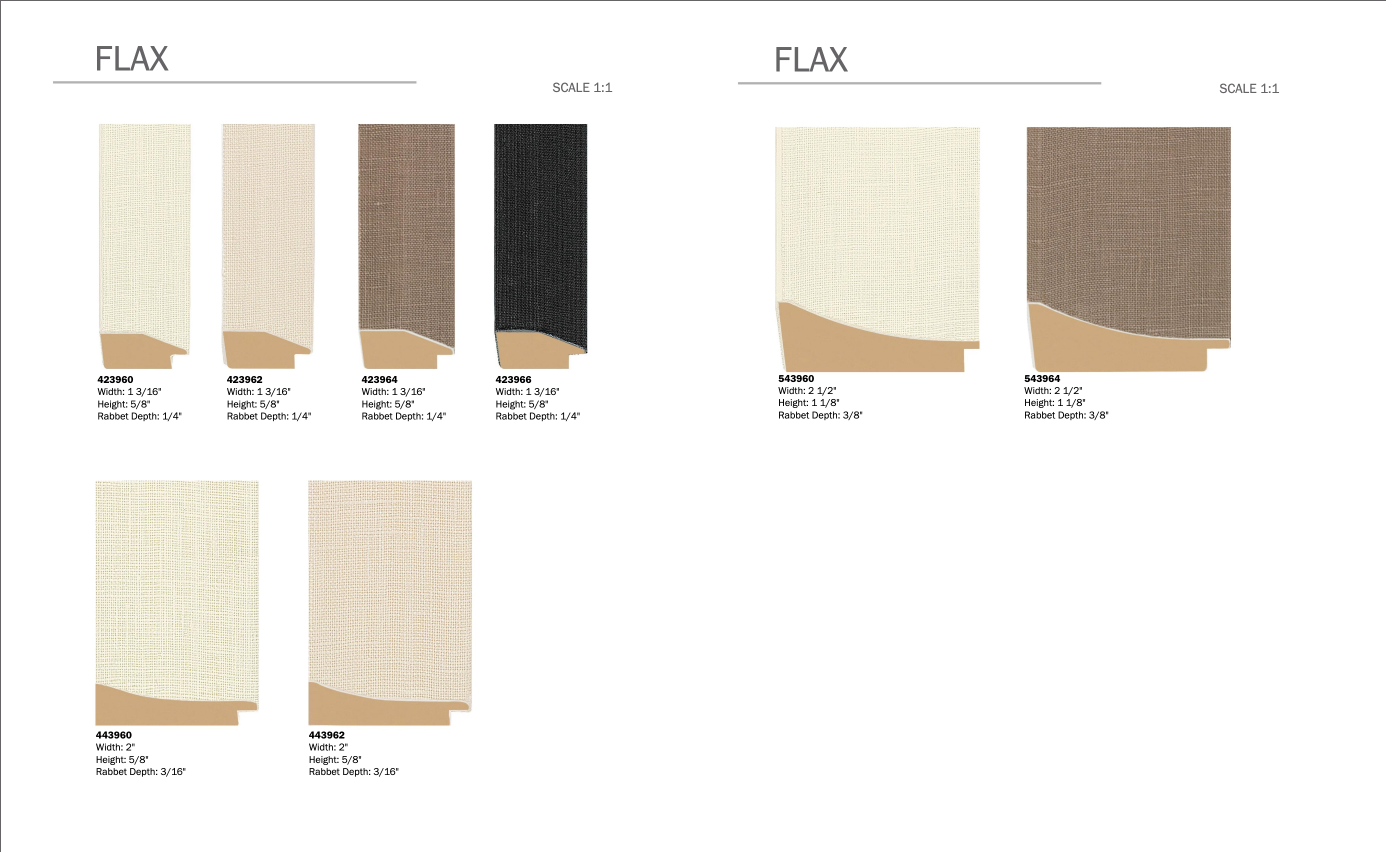 FLAX
SCALE 1:1
423960
Width: 1 3/16"
Height: 5/8"
Rabbet Depth: 1/4"
423962
Width: 1 3/16"
Height: 5/8"
Rabbet Depth: 1/4"
423964
Width: 1 3/16"
Height: 5/8"
Rabbet Depth: 1/4"
423966
Width: 1 3/16"
Height: 5/8"
Rabbet Depth: 1/4"
443960
Width: 2"
Height: 5/8"
Rabbet Depth: 3/16"
443962
Width: 2"
Height: 5/8"
Rabbet Depth: 3/16"
FLAX
SCALE 1:1
543960
Width: 2 1/2"
Height: 1 1/8"
Rabbet Depth: 3/8"
543964
Width: 2 1/2"
Height: 1 1/8"
Rabbet Depth: 3/8"